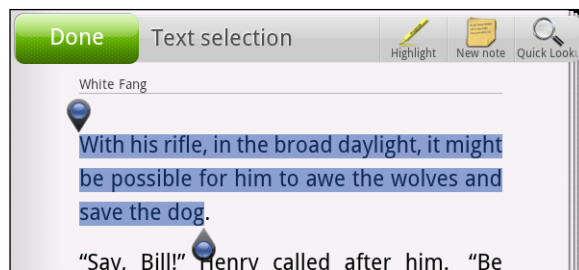 Done Text selection Highlight New note Quick Looku
White Fang
With his rifle, in the broad daylight, it might
be possible for him to awe the wolves and
save the dog.
“Say, Bill!” Henry called after him. “Be